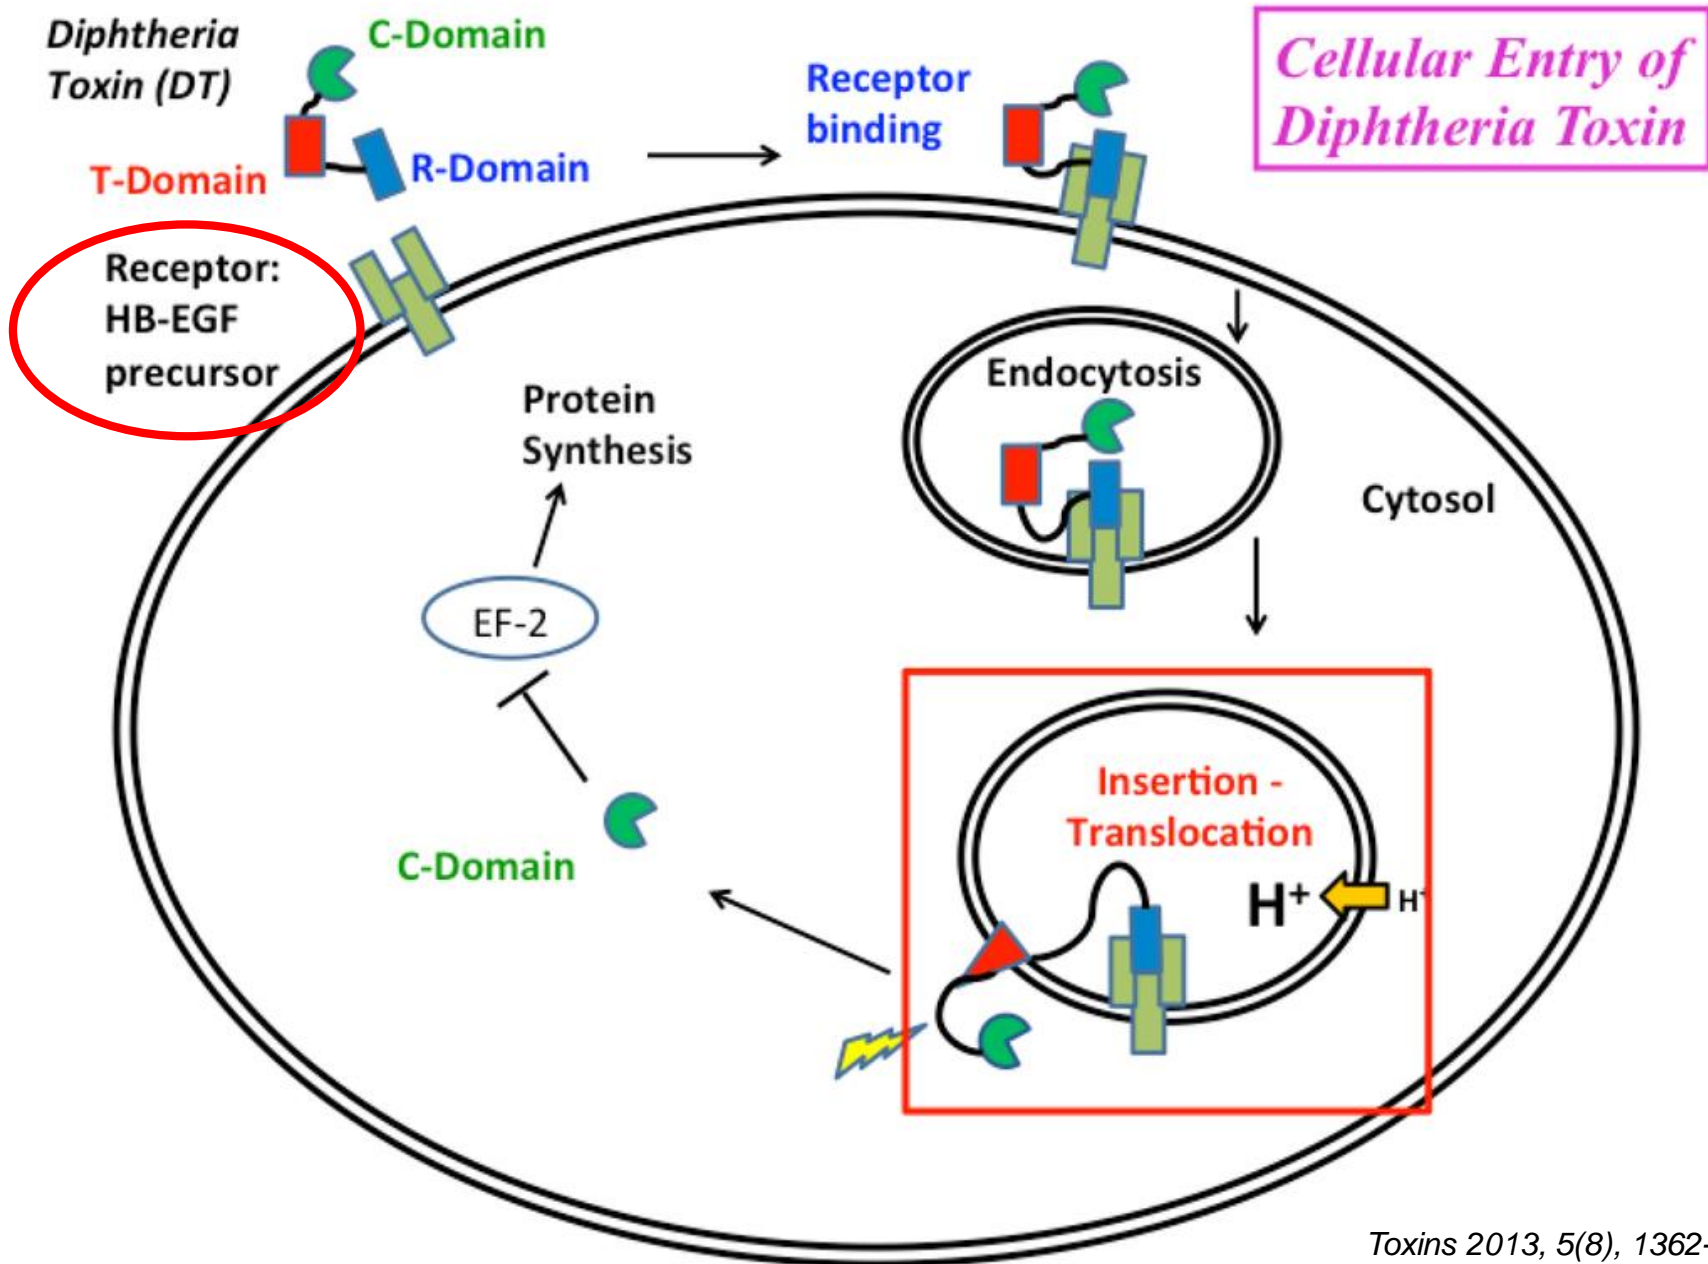 Diphtheria
Toxin (DT)
C-Domain
T-Domain
R-Domain
Receptor
binding
Cellular Entry of
Diphtheria Toxin
Receptor:
HB-EGF
precursor
Protein
Synthesis
Endocytosis
Cytosol
EF-2
Insertion -
Translocation
H⁺
H⁺
C-Domain
Toxins 2013, 5(8), 1362-